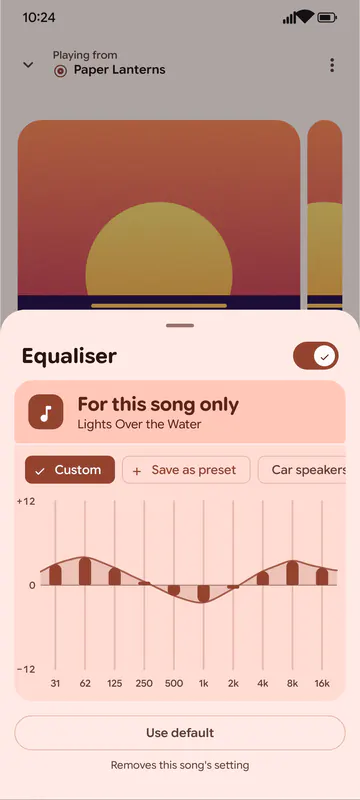 10:24
Playing from
Paper Lanterns
Equaliser
For this song only
Lights Over the Water
Custom
Save as preset
Car speakers
+12
0
−12
31 62 125 250 500 1k 2k 4k 8k 16k
Use default
Removes this song's setting